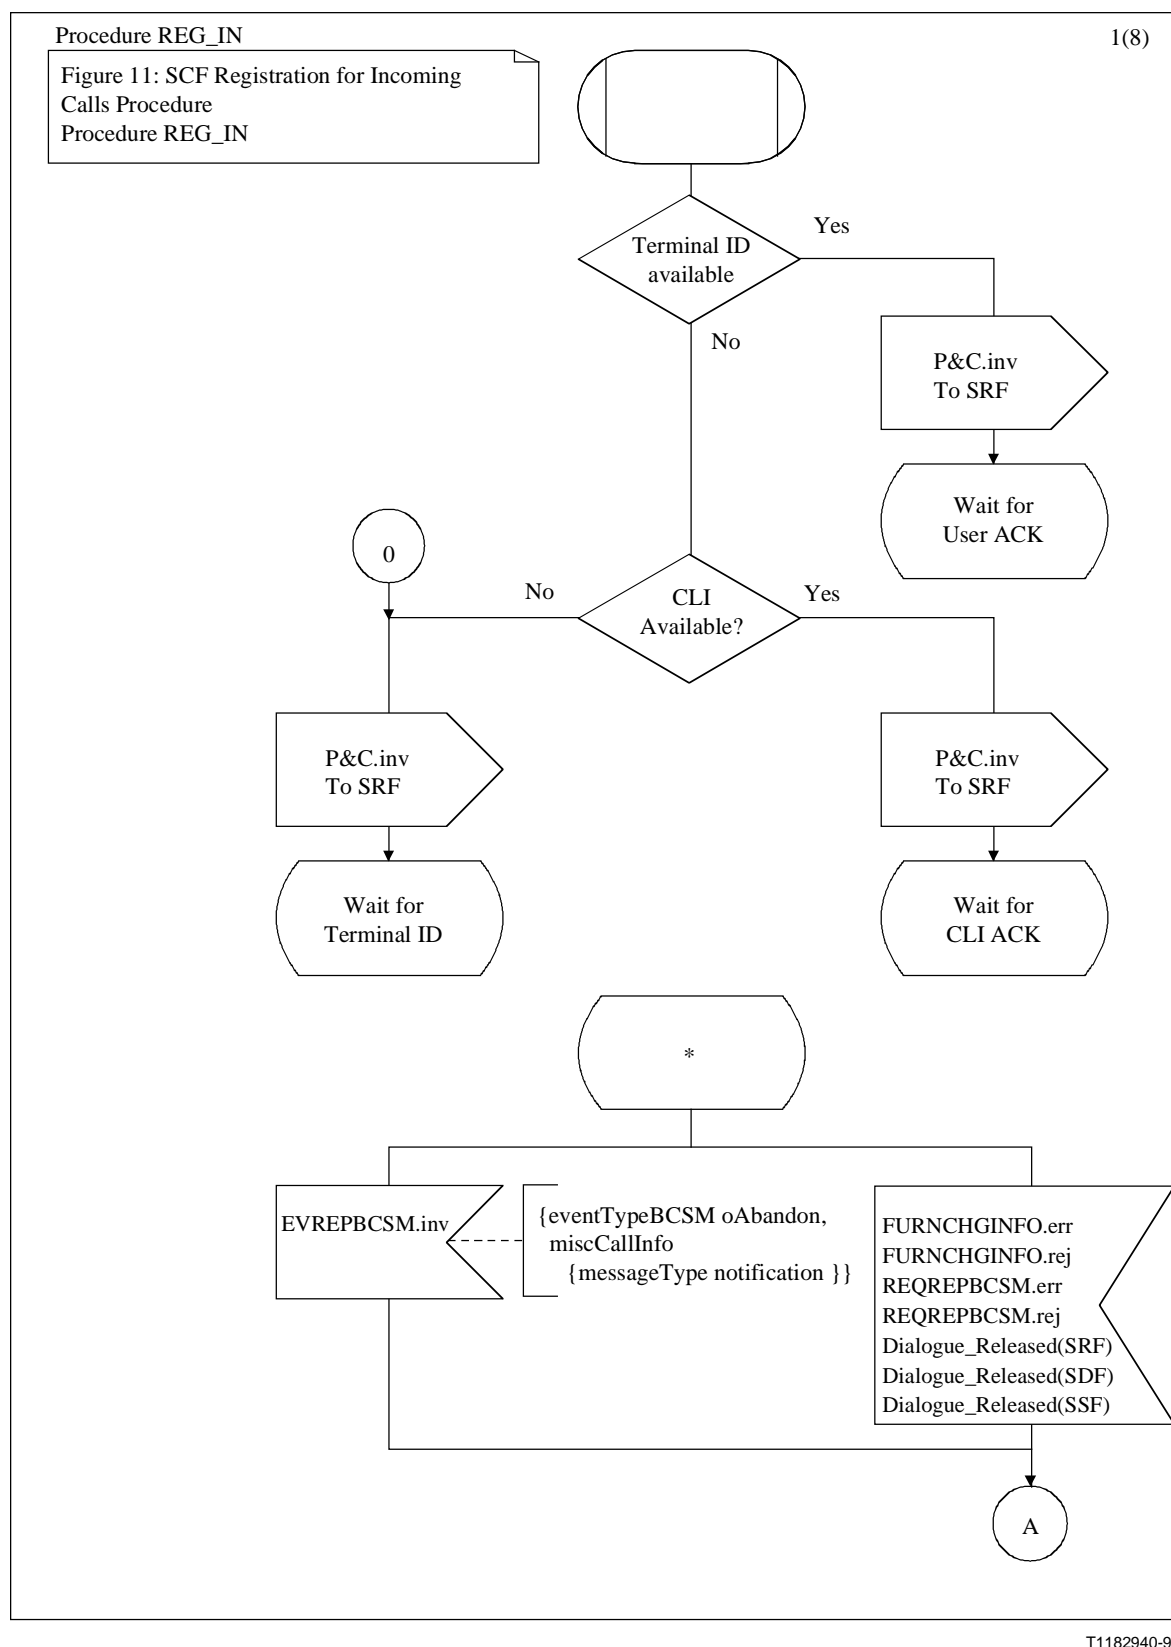 Procedure REG_IN
1(8)
Figure 11: SCF Registration for Incoming
Calls Procedure
Procedure REG_IN
Terminal ID
available
Yes
No
P&C.inv
To SRF
Wait for
User ACK
0
No
CLI
Available?
Yes
P&C.inv
To SRF
P&C.inv
To SRF
Wait for
Terminal ID
Wait for
CLI ACK
*
EVREPBCSM.inv
{eventTypeBCSM oAbandon,
miscCallInfo
{messageType notification }}
FURNCHGINFO.err
FURNCHGINFO.rej
REQREPBCSM.err
REQREPBCSM.rej
Dialogue_Released(SRF)
Dialogue_Released(SDF)
Dialogue_Released(SSF)
A
T1182940-9